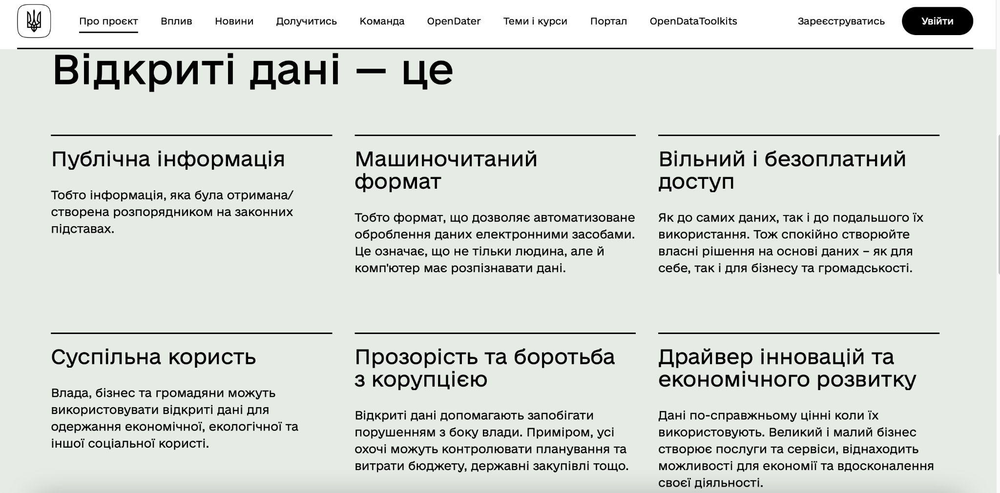 Про проєкт Вплив Новини Долучитись Команда OpenDater Теми і курси Портал OpenDataToolkits Зареєструватись Увійти
Відкриті дані — це
Публічна інформація
Тобто інформація, яка була отримана/
створена розпорядником на законних
підставах.
Машиночитаний
формат
Тобто формат, що дозволяє автоматизоване
оброблення даних електронними засобами.
Це означає, що не тільки людина, але й
комп'ютер має розпізнавати дані.
Вільний і безоплатний
доступ
Як до самих даних, так і до подальшого їх
використання. Тож спокійно створюйте
власні рішення на основі даних – як для
себе, так і для бізнесу та громадськості.
Суспільна користь
Влада, бізнес та громадяни можуть
використовувати відкриті дані для
одержання економічної, екологічної та
іншої соціальної користі.
Прозорість та боротьба
з корупцією
Відкриті дані допомагають запобігати
порушенням з боку влади. Приміром, усі
охочі можуть контролювати планування та
витрати бюджету, державні закупівлі тощо.
Драйвер інновацій та
економічного розвитку
Дані по-справжньому цінні коли їх
використовують. Великий і малий бізнес
створює послуги та сервіси, віднаходить
можливості для економії та вдосконалення
своєї діяльності.